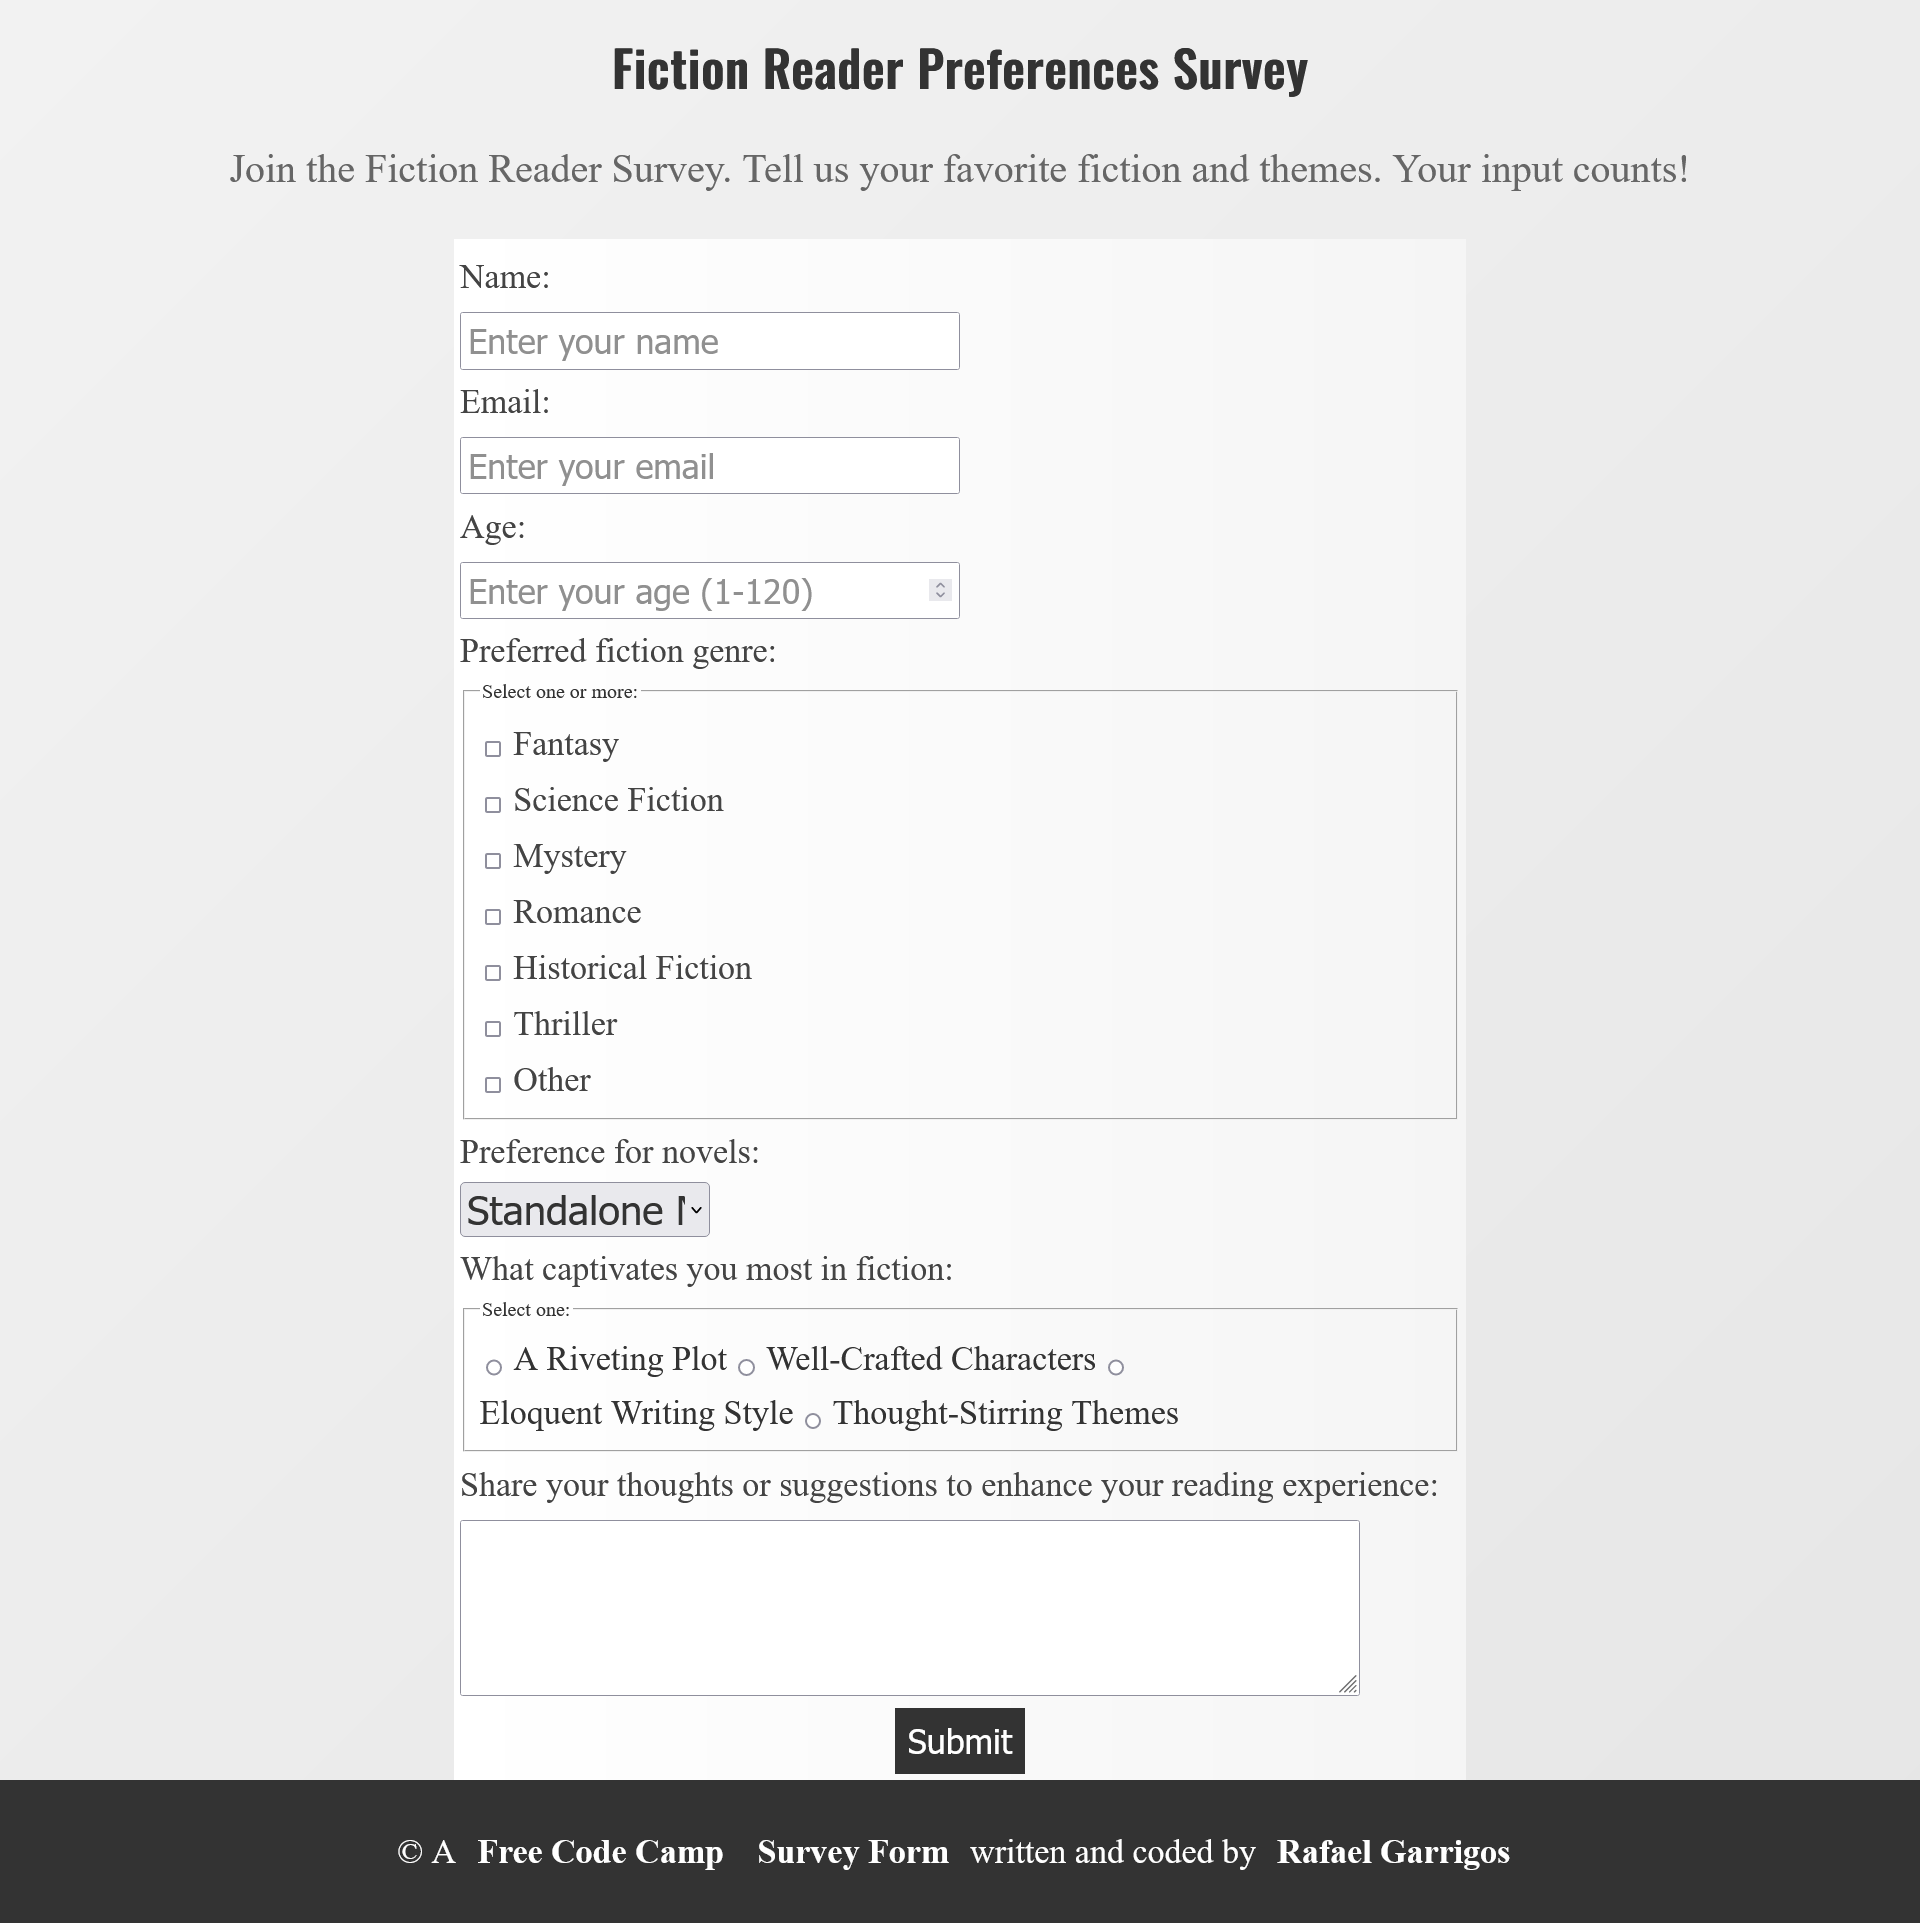 Fiction Reader Preferences Survey
Join the Fiction Reader Survey. Tell us your favorite fiction and themes. Your input counts!
Name:
Enter your name
Email:
Enter your email
Age:
Enter your age (1-120)
Preferred fiction genre:
Select one or more:
Fantasy
Science Fiction
Mystery
Romance
Historical Fiction
Thriller
Other
Preference for novels:
Standalone
What captivates you most in fiction:
Select one:
A Riveting Plot Well-Crafted Characters
Eloquent Writing Style Thought-Stirring Themes
Share your thoughts or suggestions to enhance your reading experience:
Submit
© A Free Code Camp Survey Form written and coded by Rafael Garrigos